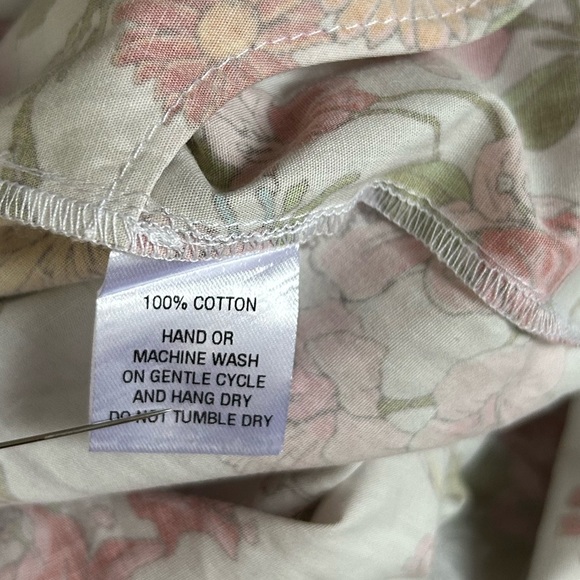 100% COTTON
HAND OR
MACHINE WASH
ON GENTLE CYCLE
AND HANG DRY
DO NOT TUMBLE DRY